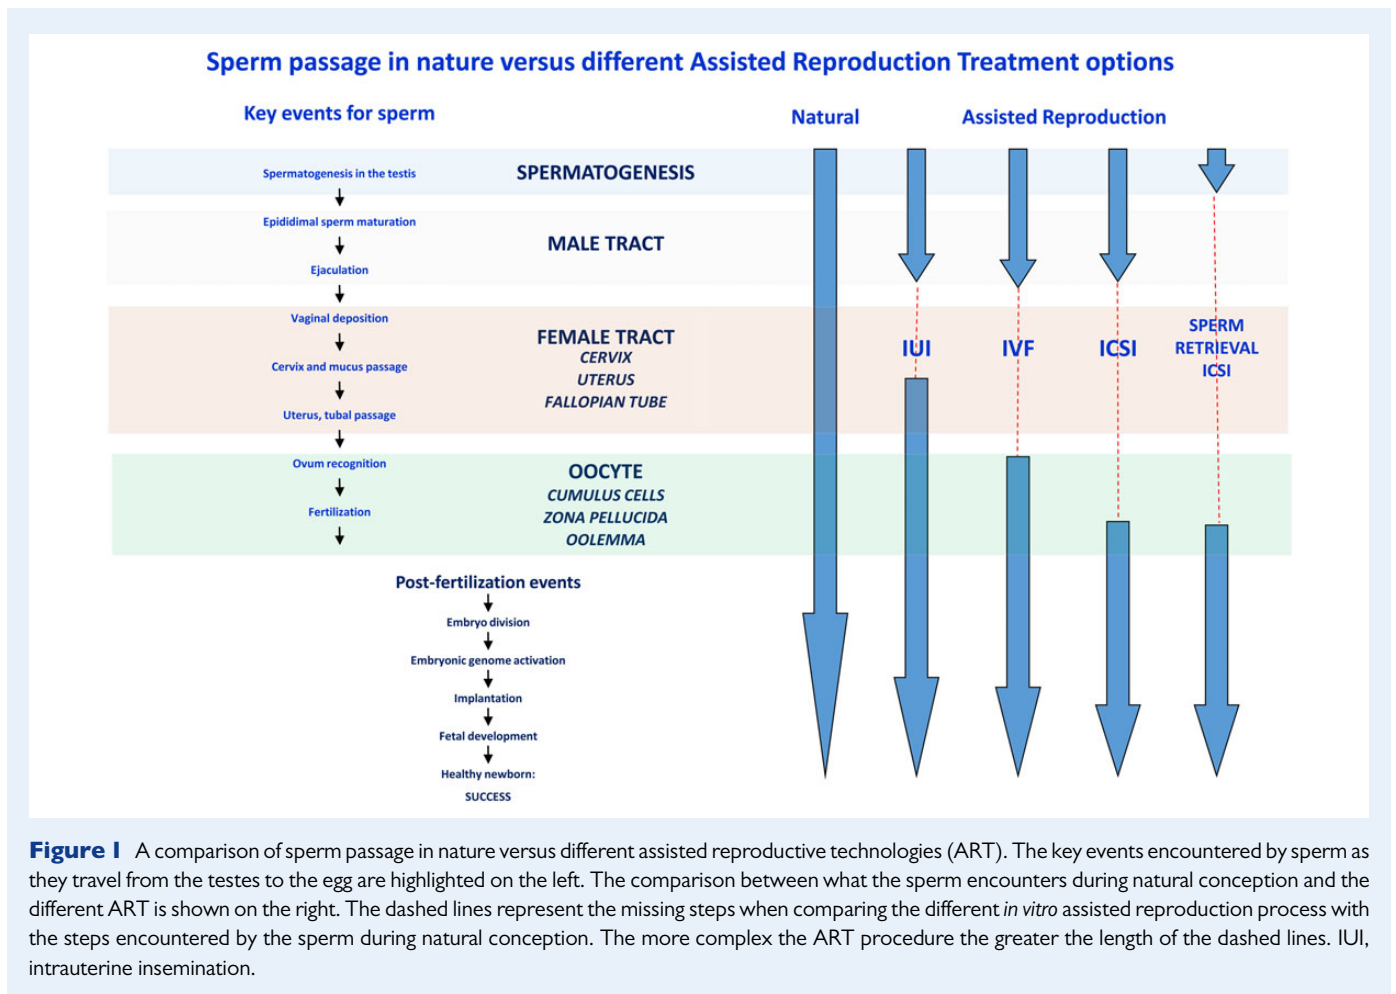 Sperm passage in nature versus different Assisted Reproduction Treatment options
Key events for sperm
Natural
Assisted Reproduction
Spermatogenesis in the testis
SPERMATOGENESIS
Epididimal sperm maturation
MALE TRACT
Ejaculation
Vaginal deposition
FEMALE TRACT
CERVIX
UTERUS
FALLOPIAN TUBE
Cervix and mucus passage
Uterus, tubal passage
IUI
IVF
ICSI
SPERM
RETRIEVAL
ICSI
Ovum recognition
OOCYTE
CUMULUS CELLS
ZONA PELLUCIDA
OOLEMMA
Fertilization
Post-fertilization events
Embryo division
Embryonic genome activation
Implantation
Fetal development
Healthy newborn:
SUCCESS
Figure I A comparison of sperm passage in nature versus different assisted reproductive technologies (ART). The key events encountered by sperm as
they travel from the testes to the egg are highlighted on the left. The comparison between what the sperm encounters during natural conception and the
different ART is shown on the right. The dashed lines represent the missing steps when comparing the different in vitro assisted reproduction process with
the steps encountered by the sperm during natural conception. The more complex the ART procedure the greater the length of the dashed lines. IUI,
intrauterine insemination.